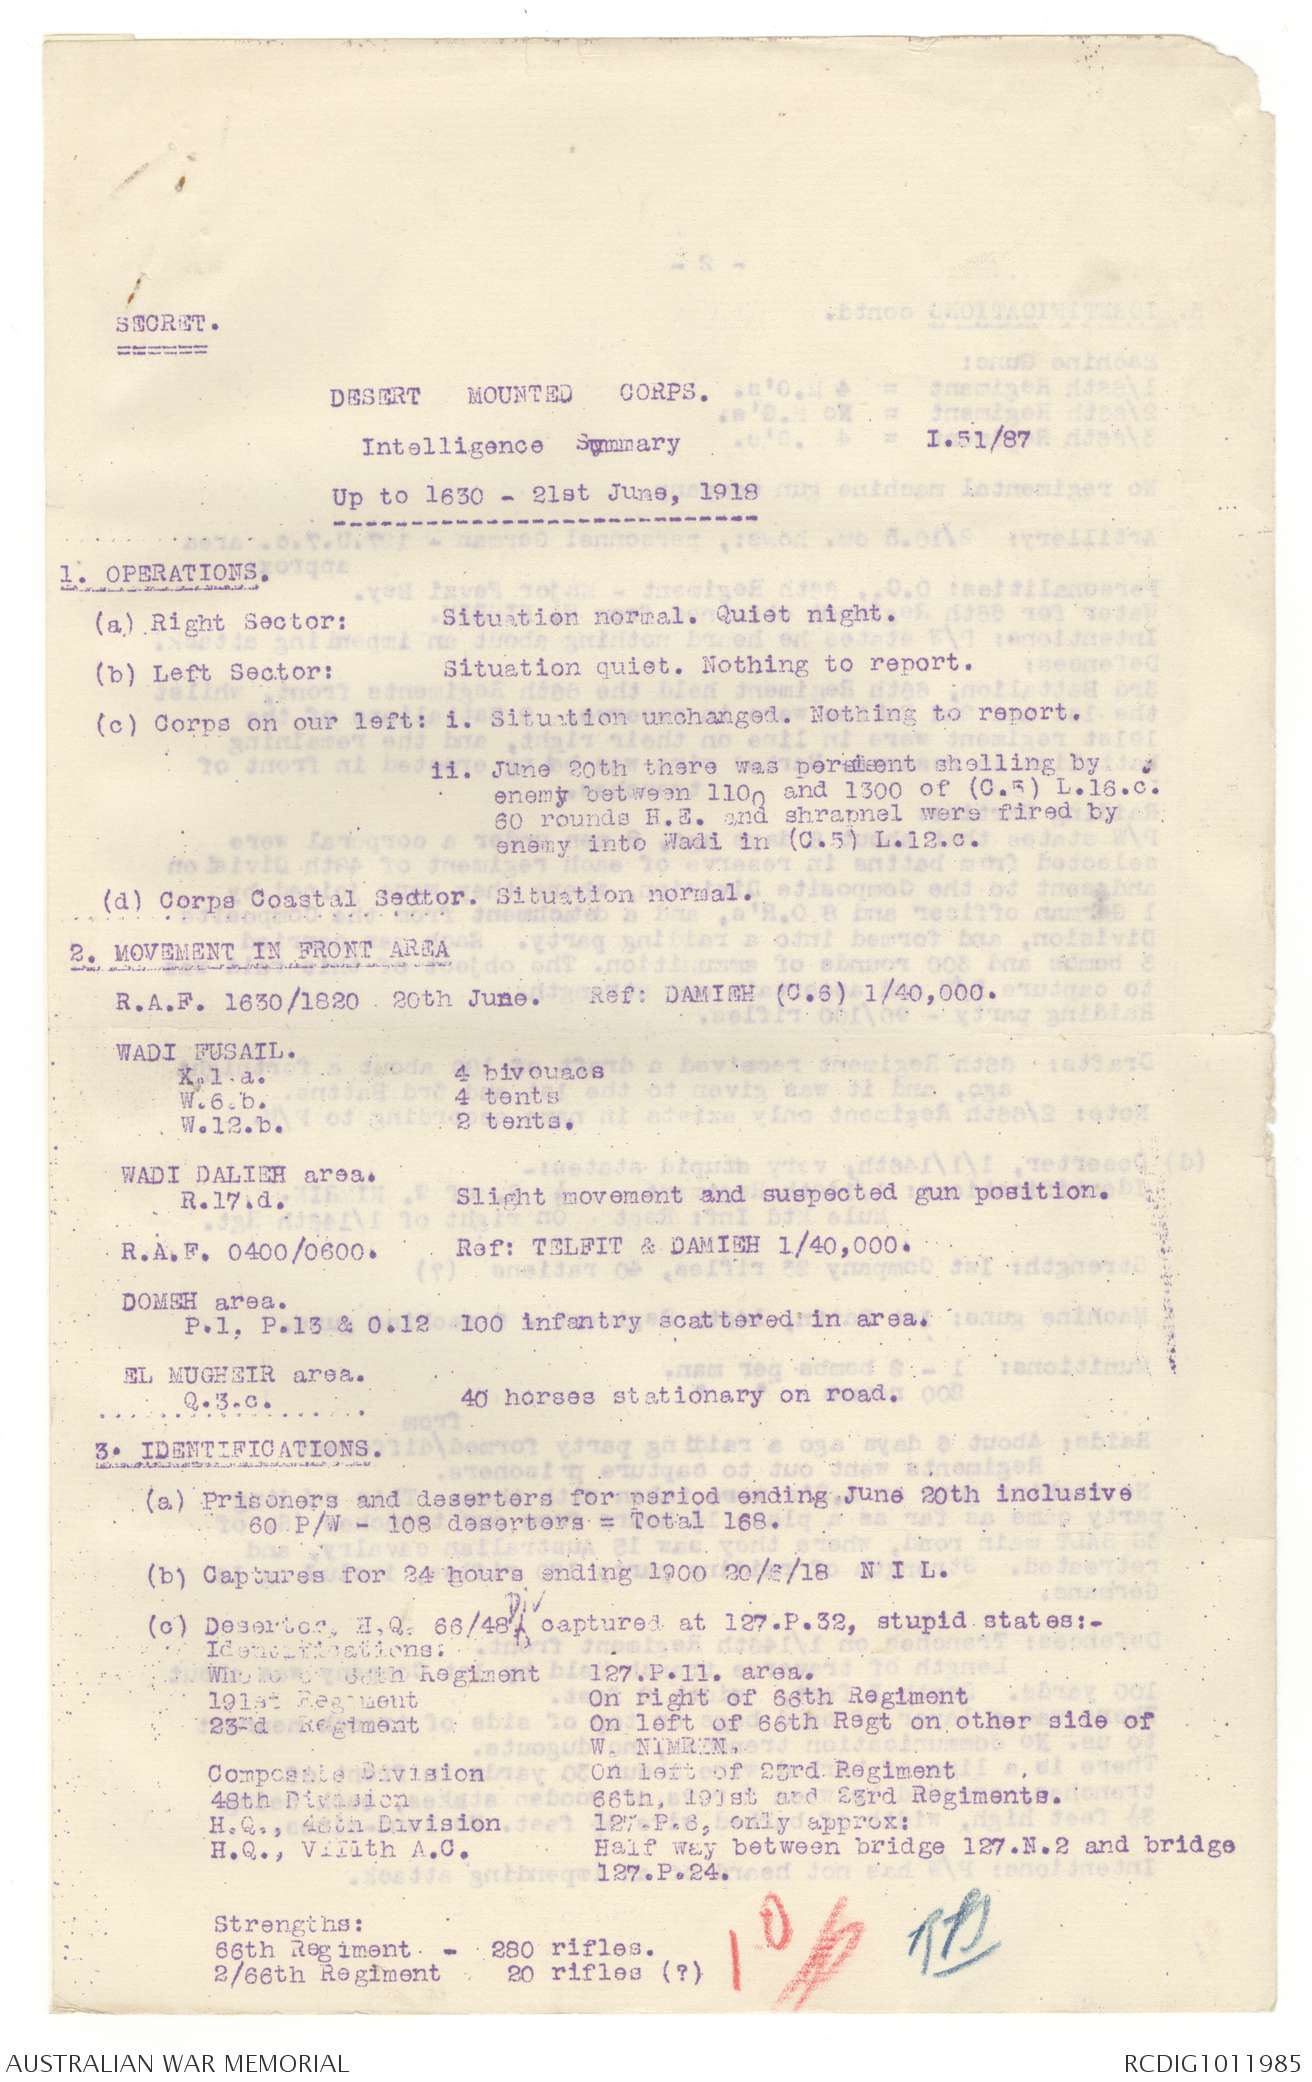 SECRET.
DESERT MOUNTED CORPS.
Intelligence Summary I.51/87
Up to 1630 - 21st June, 1918
1. OPERATIONS.
(a) Right Sector: Situation normal. Quiet night.
(b) Left Sector: Situation quiet. Nothing to report.
(c) Corps on our left: i. Situation unchanged. Nothing to report.
ii. June 20th there was shelling by
enemy between 1100 and 1300 of (C.5) L.16.c.
60 rounds H.E. and shrapnel were fired by
enemy into Wadi in (C.5) L.12.c.
(d) Corps Coastal Sector. Situation normal.
2. MOVEMENT IN FRONT AREA
R.A.F. 1630/1820 20th June. Ref: DAMIEH (C.6) 1/40,000.
WADI FUSAIL.
X.1.a. 4 bivouacs
W.6.b. 4 tents
W.12.b. 2 tents.
WADI DALIEH area.
R.17.d. Slight movement and suspected gun position.
R.A.F. 0400/0600. Ref: TELFIT & DAMIEH 1/40,000.
DOMEH area.
P.1, P.13 & O.12 100 infantry scattered in area.
EL MUGHEIR area.
Q.3.c. 40 horses stationary on road.
3. IDENTIFICATIONS.
(a) Prisoners and deserters for period ending June 20th inclusive
60 P/W - 108 deserters = Total 168.
(b) Captures for 24 hours ending 1900 20/6/18 N I L.
(c) Deserter, H.Q. 66/48 Div captured at 127.P.32, stupid states:-
Identifications:
Whole of 66th Regiment 127.P.11. area.
191st Regiment On right of 66th Regiment
23rd Regiment On left of 66th Regt on other side of
W. NIMRIN.
Composite Division On left of 23rd Regiment
48th Division 66th, 191st and 23rd Regiments.
H.Q., 48th Division 127.P.6, only approx:
H.Q., VIIIth A.C. Half way between bridge 127.N.2 and bridge
127.P.24.
Strengths:
66th Regiment - 280 rifles.
2/66th Regiment 20 rifles (?)
AUSTRALIAN WAR MEMORIAL RCDIG1011985